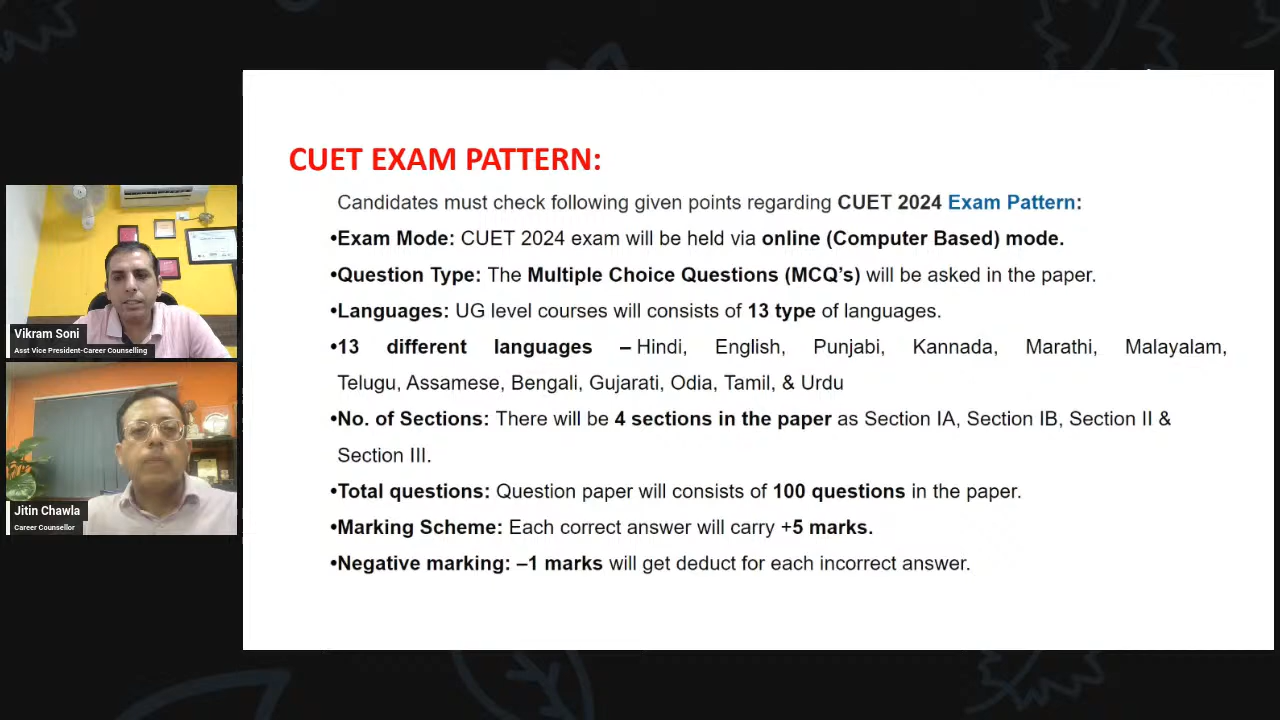 CUET EXAM PATTERN:
Candidates must check following given points regarding CUET 2024 Exam Pattern:
•Exam Mode: CUET 2024 exam will be held via online (Computer Based) mode.
•Question Type: The Multiple Choice Questions (MCQ's) will be asked in the paper.
•Languages: UG level courses will consists of 13 type of languages.
•13 different languages – Hindi, English, Punjabi, Kannada, Marathi, Malayalam,
Telugu, Assamese, Bengali, Gujarati, Odia, Tamil, & Urdu
•No. of Sections: There will be 4 sections in the paper as Section IA, Section IB, Section II &
Section III.
•Total questions: Question paper will consists of 100 questions in the paper.
•Marking Scheme: Each correct answer will carry +5 marks.
•Negative marking: –1 marks will get deduct for each incorrect answer.
Vikram Soni
Asst Vice President-Career Counselling
Jitin Chawla
Career Counsellor